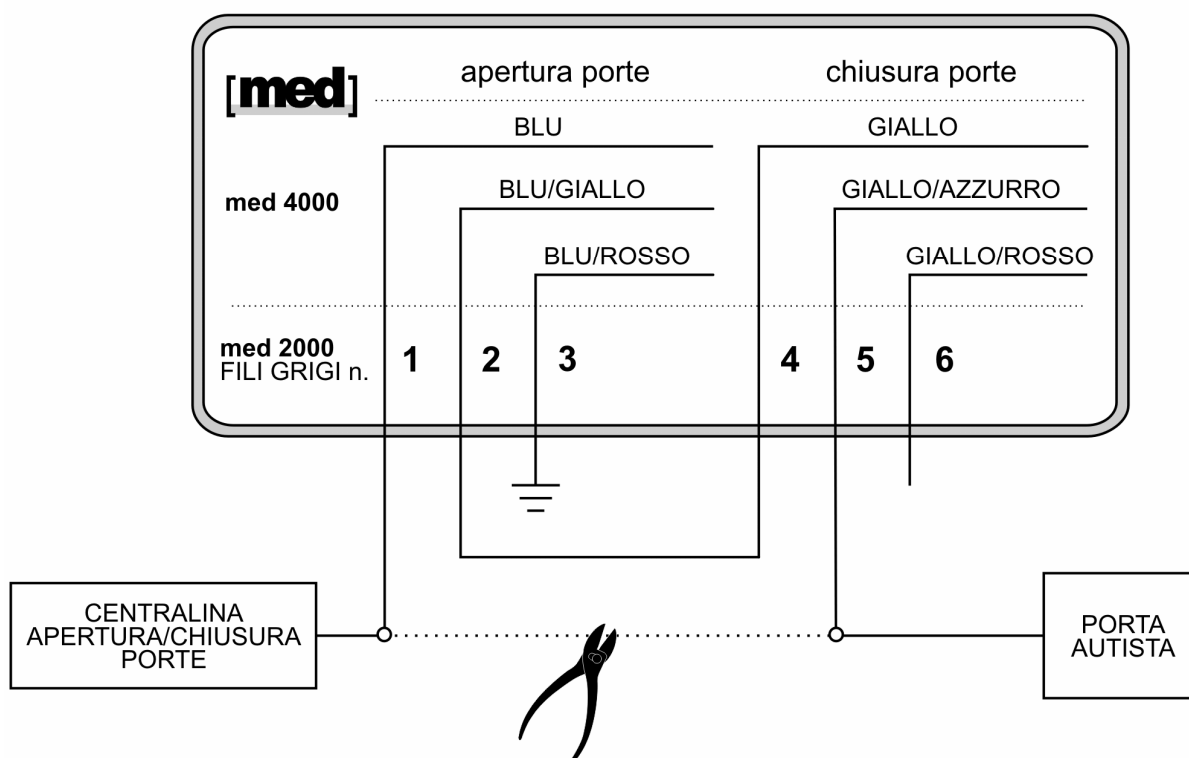 [med]
apertura porte
chiusura porte
BLU
GIALLO
med 4000
BLU/GIALLO
GIALLO/AZZURRO
BLU/ROSSO
GIALLO/ROSSO
med 2000
FILI GRIGI n.
1
2
3
4
5
6
CENTRALINA
APERTURA/CHIUSURA
PORTE
PORTA
AUTISTA